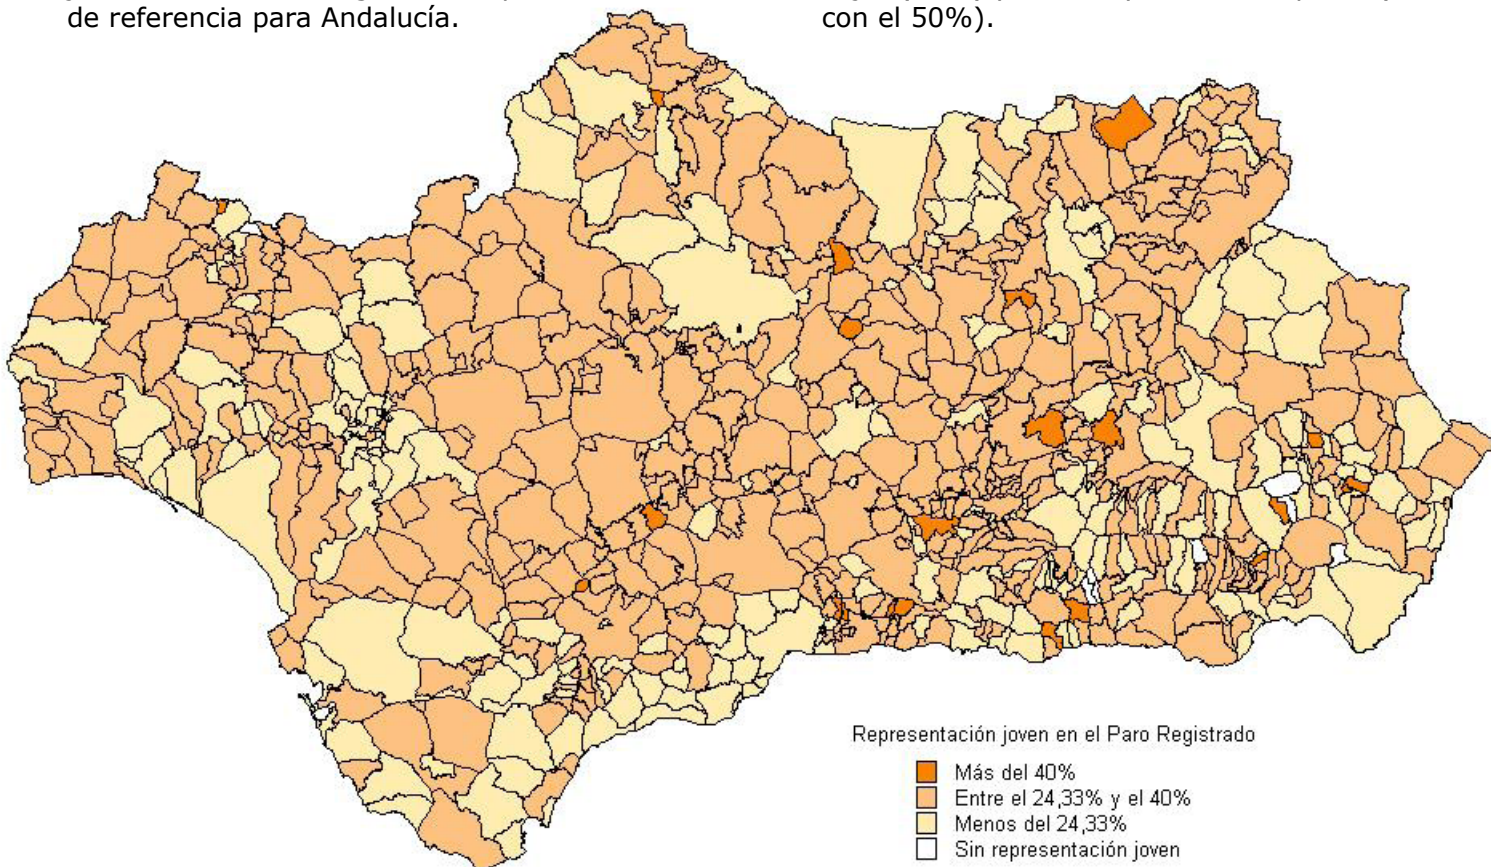 de referencia para Andalucía.
con el 50%).
Representación joven en el Paro Registrado
Más del 40%
Entre el 24,33% y el 40%
Menos del 24,33%
Sin representación joven